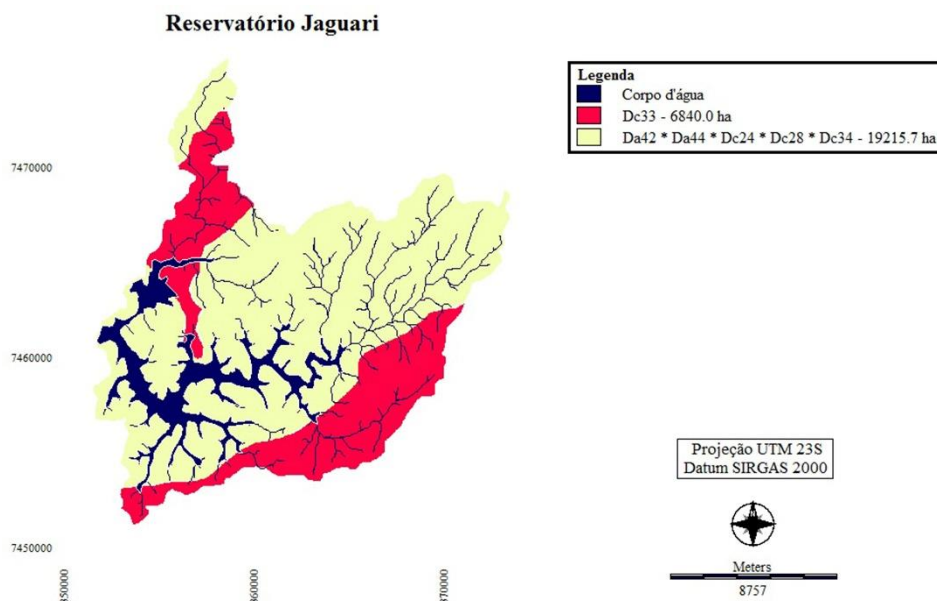 Reservatório Jaguari
Legenda
Corpo d'água
Dc33 - 6840.0 ha
Da42 * Da44 * Dc24 * Dc28 * Dc34 - 19215.7 ha
7470000
7460000
7450000
350000
360000
370000
Projeção UTM 23S
Datum SIRGAS 2000
Meters
8757